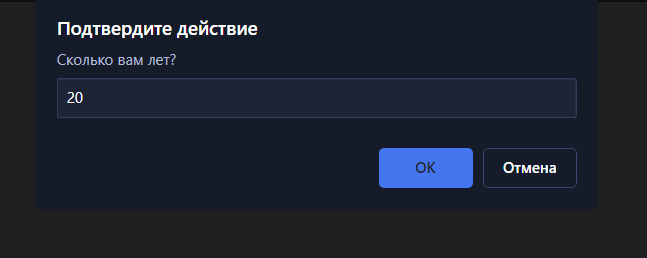 Подтвердите действие
Сколько вам лет?
20
OK
Отмена